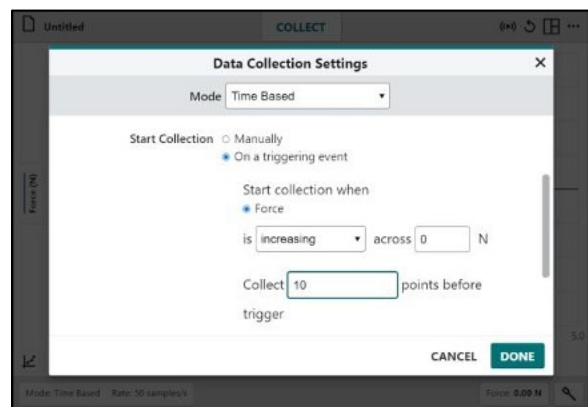 Untitled
COLLECT
Data Collection Settings
Mode Time Based
Start Collection Manually
On a triggering event
Start collection when
Force
is increasing across 0 N
Collect 10 points before
trigger
CANCEL DONE
Force (N)
5.0
Mode: Time Based Rate: 50 samples/s Force: 0.00 N